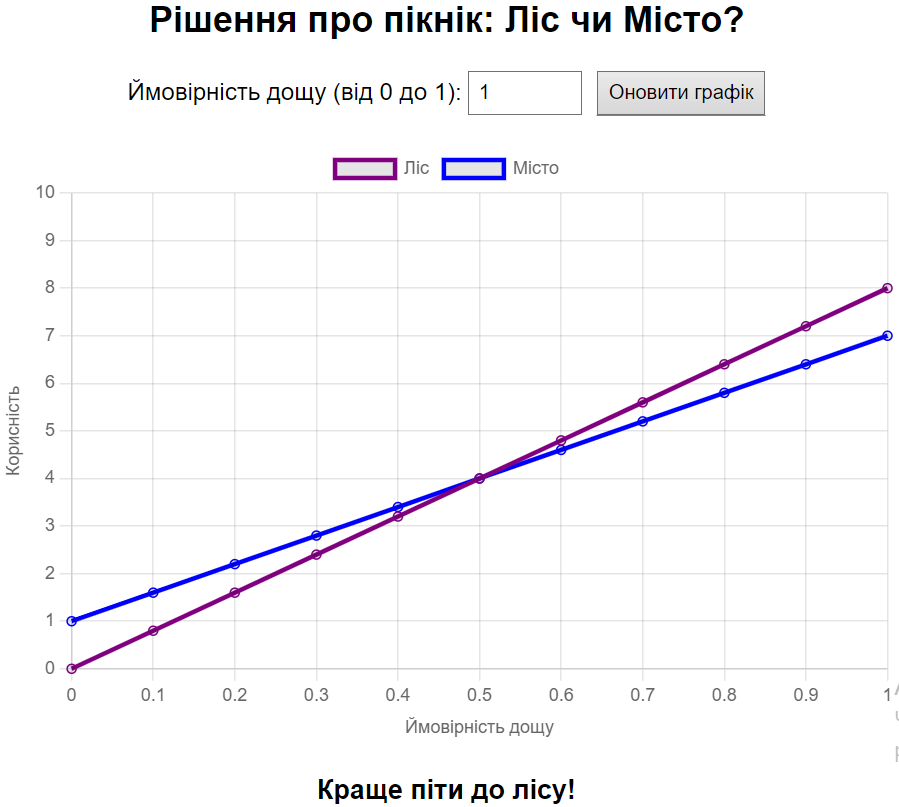 Рішення про пікнік: Ліс чи Місто?
Ймовірність дощу (від 0 до 1): 1 Оновити графік
Ліс Місто
10
9
8
7
6
5
4
3
2
1
0
Корисність
0 0.1 0.2 0.3 0.4 0.5 0.6 0.7 0.8 0.9 1
Ймовірність дощу
Краще піти до лісу!